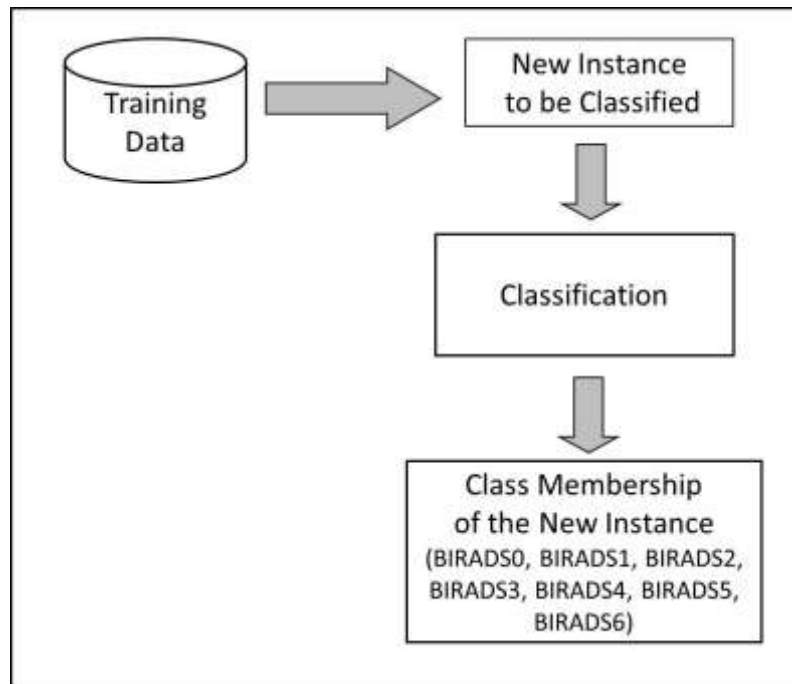 Training
Data
New Instance
to be Classified
Classification
Class Membership
of the New Instance
(BIRADS0, BIRADS1, BIRADS2,
BIRADS3, BIRADS4, BIRADS5,
BIRADS6)